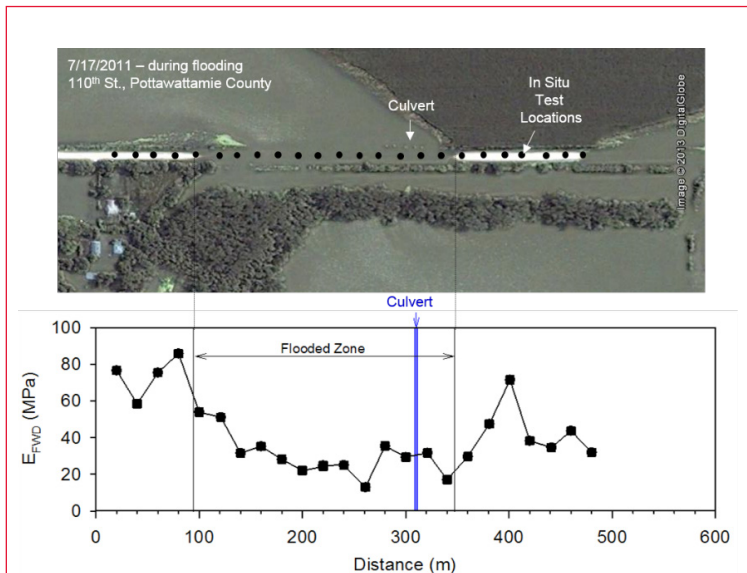 7/17/2011 – during flooding
110th St., Pottawattamie County
Culvert
In Situ
Test
Locations
Image © 2013 DigitalGlobe
Culvert
Flooded Zone
E_FWD (MPa)
100
80
60
40
20
0
0 100 200 300 400 500 600
Distance (m)